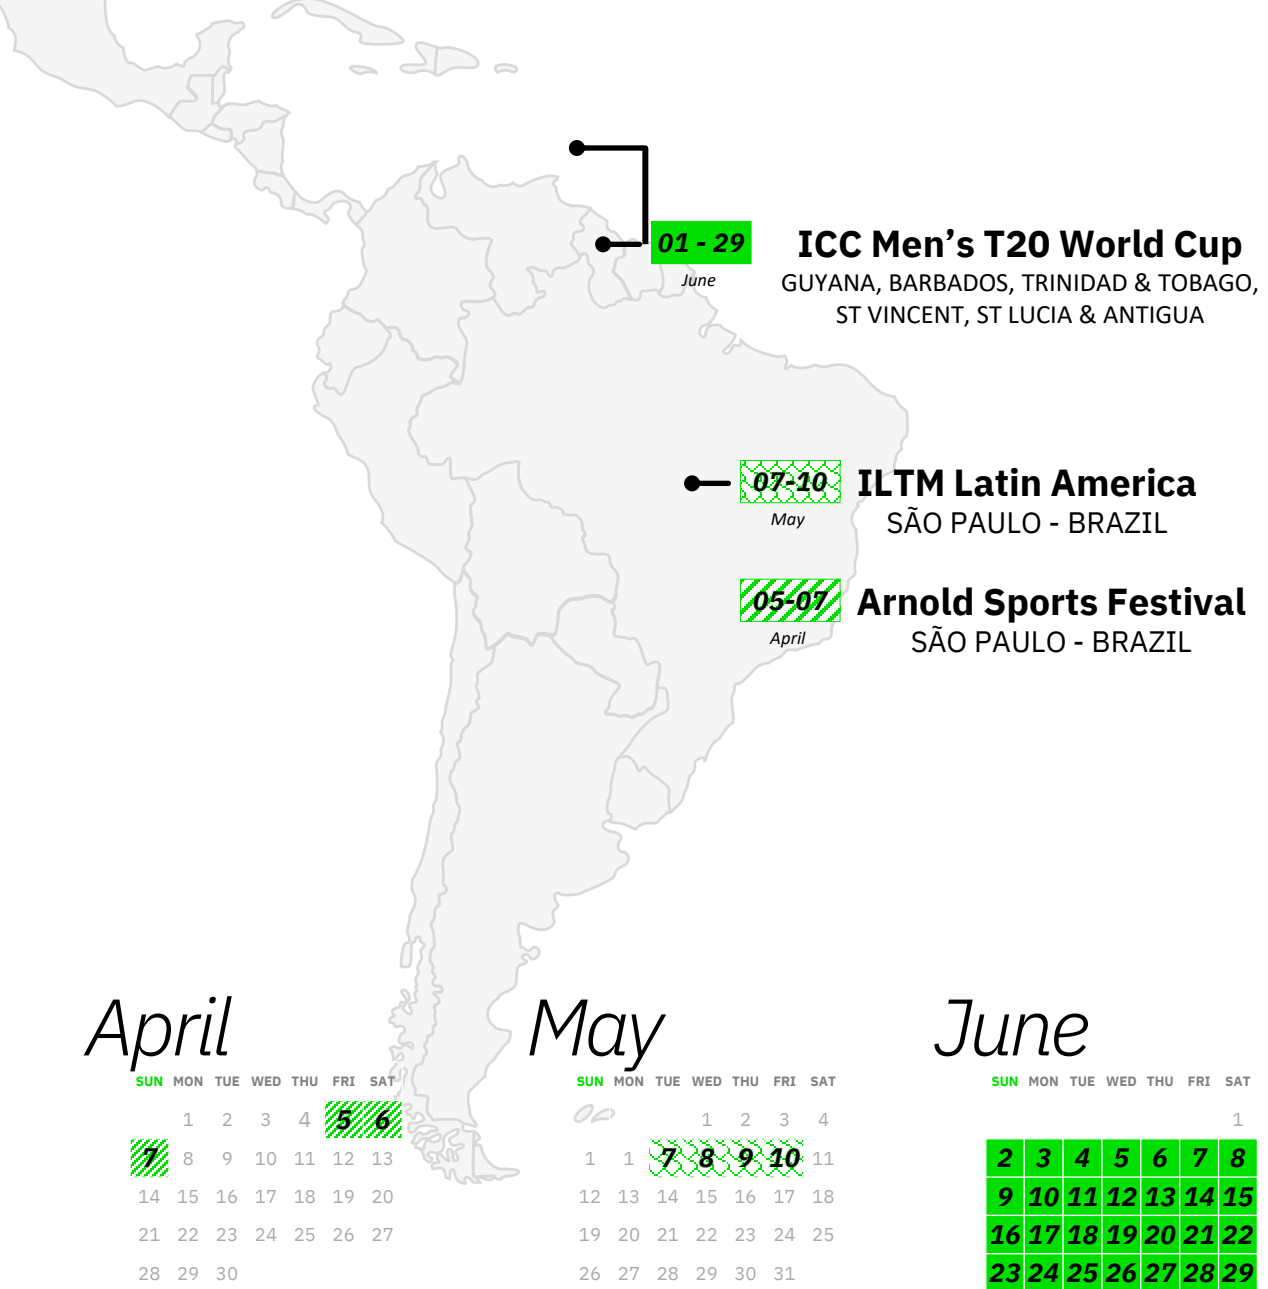 01 - 29
June
ICC Men’s T20 World Cup
GUYANA, BARBADOS, TRINIDAD & TOBAGO,
ST VINCENT, ST LUCIA & ANTIGUA
07-10
May
ILTM Latin America
SÃO PAULO - BRAZIL
05-07
April
Arnold Sports Festival
SÃO PAULO - BRAZIL
April
SUN MON TUE WED THU FRI SAT
1 2 3 4 5 6
7 8 9 10 11 12 13
14 15 16 17 18 19 20
21 22 23 24 25 26 27
28 29 30
May
SUN MON TUE WED THU FRI SAT
1 2 3 4
1 1 7 8 9 10 11
12 13 14 15 16 17 18
19 20 21 22 23 24 25
26 27 28 29 30 31
June
SUN MON TUE WED THU FRI SAT
1
2 3 4 5 6 7 8
9 10 11 12 13 14 15
16 17 18 19 20 21 22
23 24 25 26 27 28 29